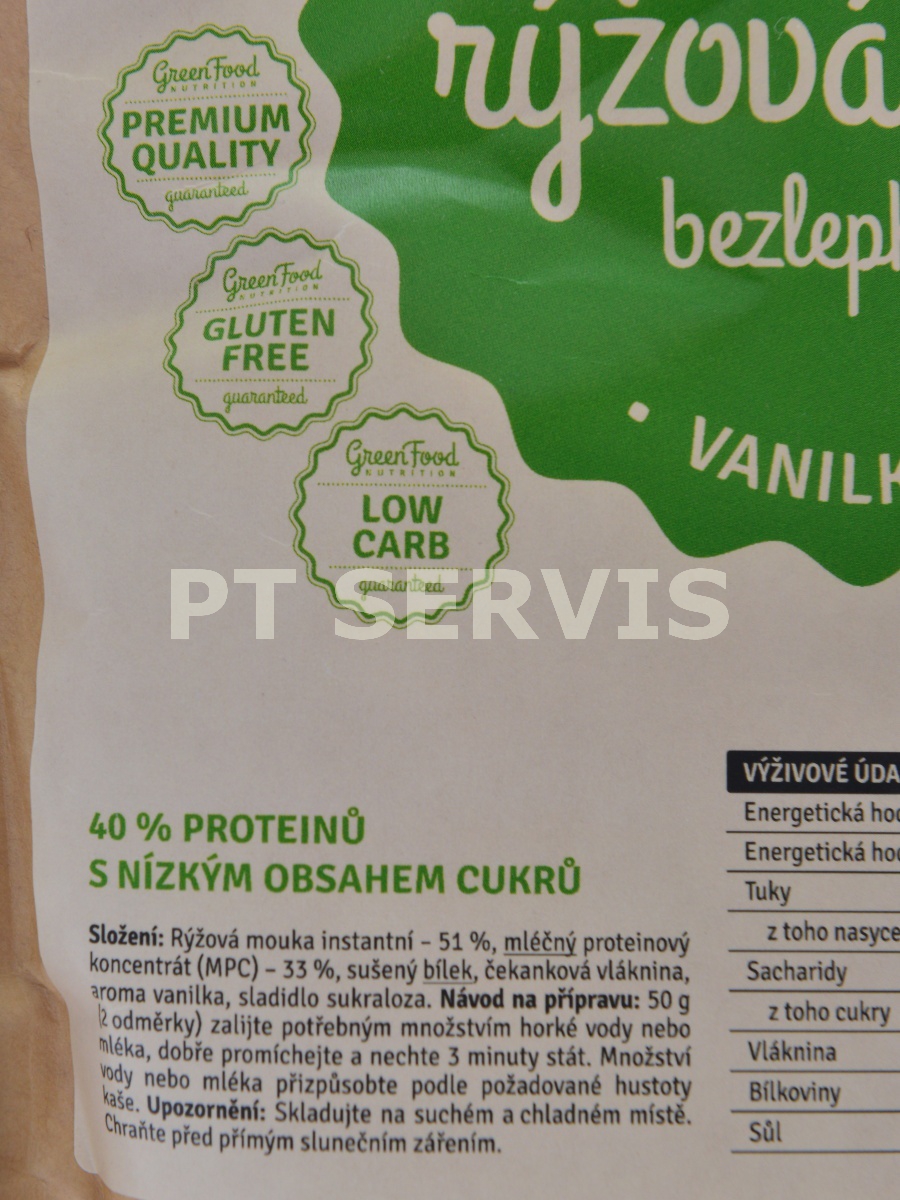 rýžová
bezlep
VANILK
GreenFood
NUTRITION
PREMIUM
QUALITY
guaranteed
GreenFood
NUTRITION
GLUTEN
FREE
guaranteed
GreenFood
NUTRITION
LOW
CARB
guaranteed
PT SERVIS
40 % PROTEINŮ
S NÍZKÝM OBSAHEM CUKRŮ
Složení: Rýžová mouka instantní – 51 %, mléčný proteinový
koncentrát (MPC) – 33 %, sušený bílek, čekanková vláknina,
aroma vanilka, sladidlo sukraloza. Návod na přípravu: 50 g
(2 odměrky) zalijte potřebným množstvím horké vody nebo
mléka, dobře promíchejte a nechte 3 minuty stát. Množství
vody nebo mléka přizpůsobte podle požadované hustoty
kaše. Upozornění: Skladujte na suchém a chladném místě.
Chraňte před přímým slunečním zářením.
VÝŽIVOVÉ ÚDA
Energetická hod
Energetická hod
Tuky
z toho nasyce
Sacharidy
z toho cukry
Vláknina
Bílkoviny
Sůl